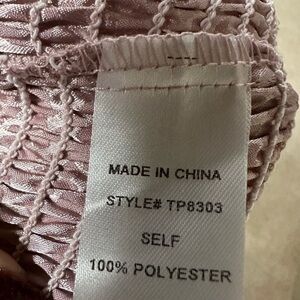 MADE IN CHINA
STYLE# TP8303
SELF
100% POLYESTER